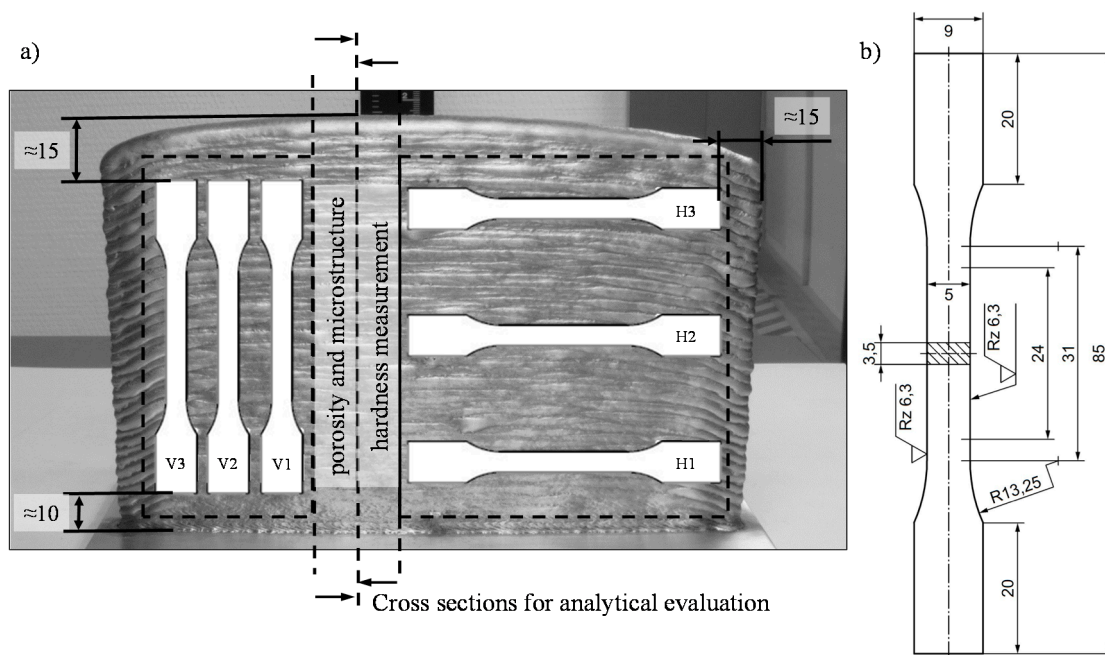 a)
≈15
≈15
H3
H2
H1
V3
V2
V1
porosity and microstructure
hardness measurement
≈10
Cross sections for analytical evaluation
b)
9
20
5
3,5
Rz 6,3
24
31
85
Rz 6,3
R13,25
20